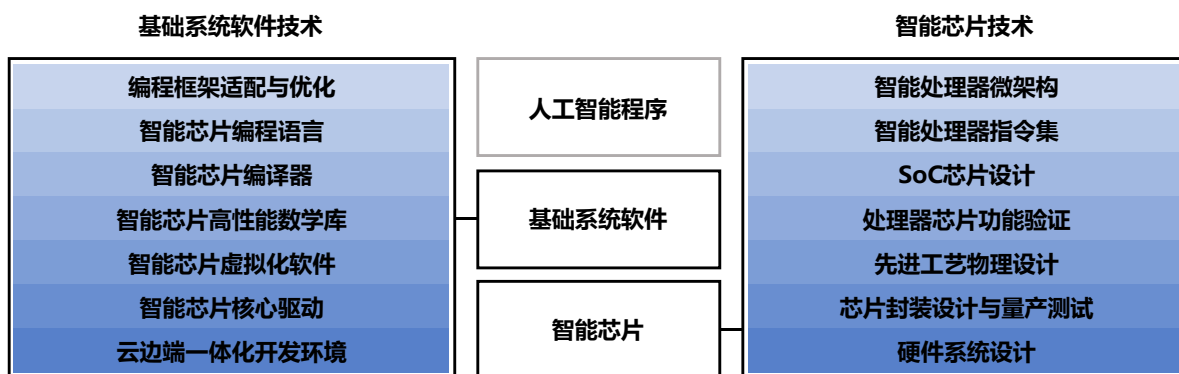 基础系统软件技术
编程框架适配与优化
智能芯片编程语言
智能芯片编译器
智能芯片高性能数学库
智能芯片虚拟化软件
智能芯片核心驱动
云边端一体化开发环境
人工智能程序
基础系统软件
智能芯片
智能芯片技术
智能处理器微架构
智能处理器指令集
SoC芯片设计
处理器芯片功能验证
先进工艺物理设计
芯片封装设计与量产测试
硬件系统设计